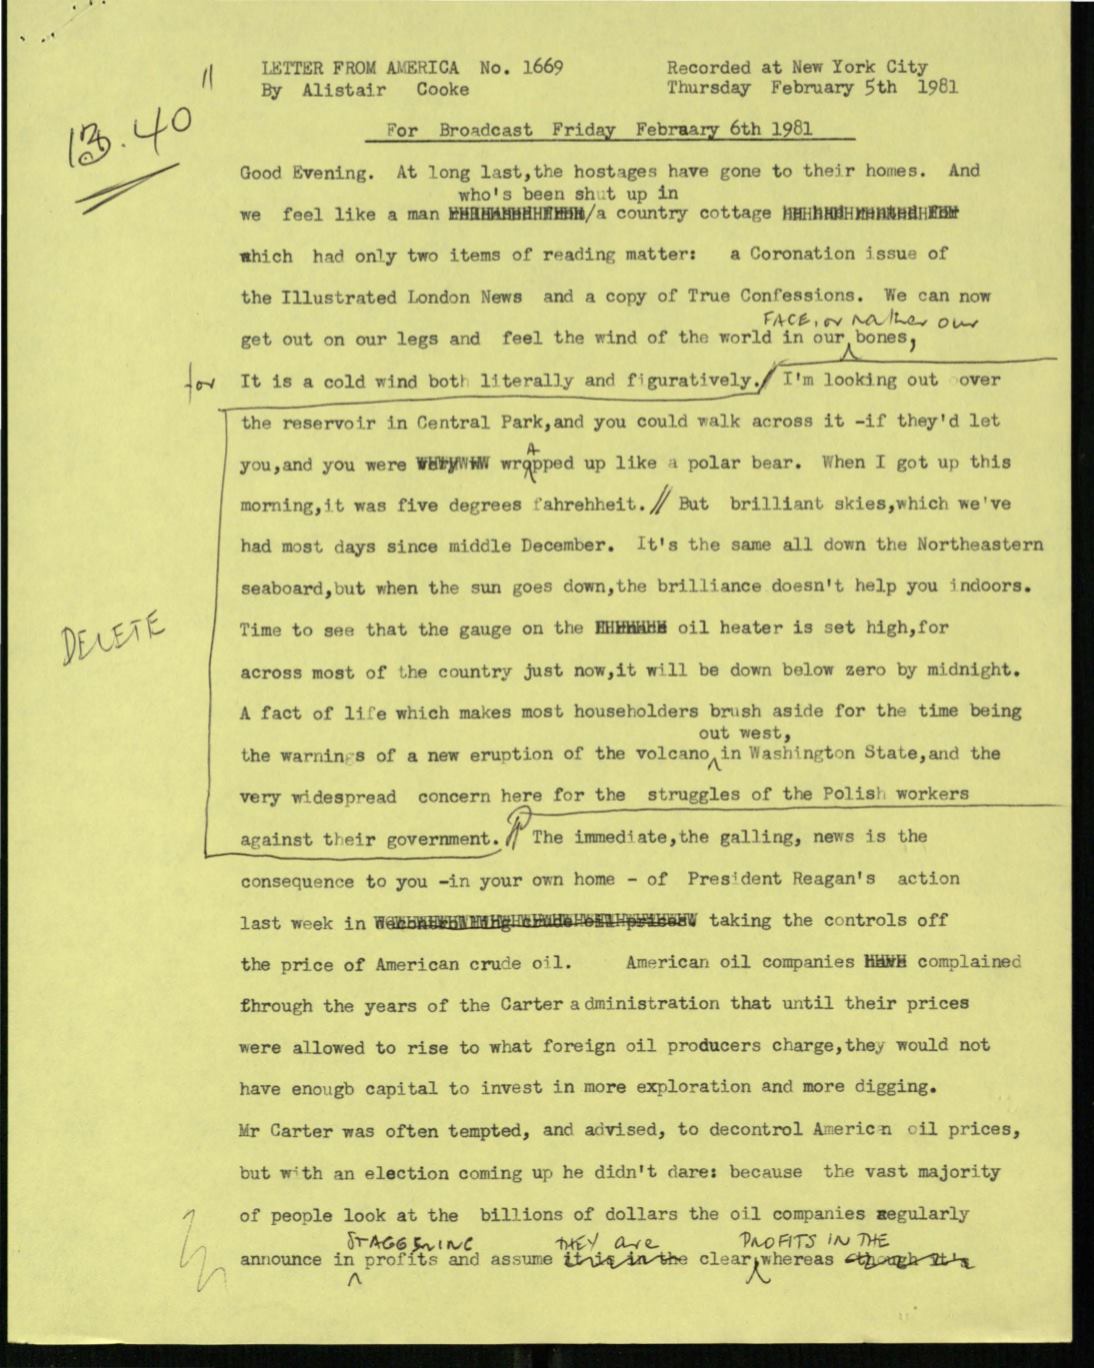 13.40"
LETTER FROM AMERICA No. 1669 Recorded at New York City
By Alistair Cooke Thursday February 5th 1981
For Broadcast Friday February 6th 1981
Good Evening. At long last,the hostages have gone to their homes. And
who's been shut up in
we feel like a man /a country cottage
which had only two items of reading matter: a Coronation issue of
the Illustrated London News and a copy of True Confessions. We can now
FACE, or rather our
get out on our legs and feel the wind of the world in our bones,
for It is a cold wind both literally and figuratively.// I'm looking out over
the reservoir in Central Park,and you could walk across it -if they'd let
A
you,and you were wrapped up like a polar bear. When I got up this
morning,it was five degrees fahrehheit.// But brilliant skies,which we've
had most days since middle December. It's the same all down the Northeastern
seaboard,but when the sun goes down,the brilliance doesn't help you indoors.
DELETE Time to see that the gauge on the oil heater is set high,for
across most of the country just now,it will be down below zero by midnight.
A fact of life which makes most householders brush aside for the time being
out west,
the warnings of a new eruption of the volcano in Washington State,and the
very widespread concern here for the struggles of the Polish workers
against their government. The immediate,the galling, news is the
consequence to you -in your own home - of President Reagan's action
last week in taking the controls off
the price of American crude oil. American oil companies complained
through the years of the Carter administration that until their prices
were allowed to rise to what foreign oil producers charge,they would not
have enougb capital to invest in more exploration and more digging.
Mr Carter was often tempted, and advised, to decontrol American oil prices,
but with an election coming up he didn't dare: because the vast majority
of people look at the billions of dollars the oil companies regularly
STAGGERING THEY are PROFITS IN THE
announce in profits and assume it is in the clear, whereas though it's